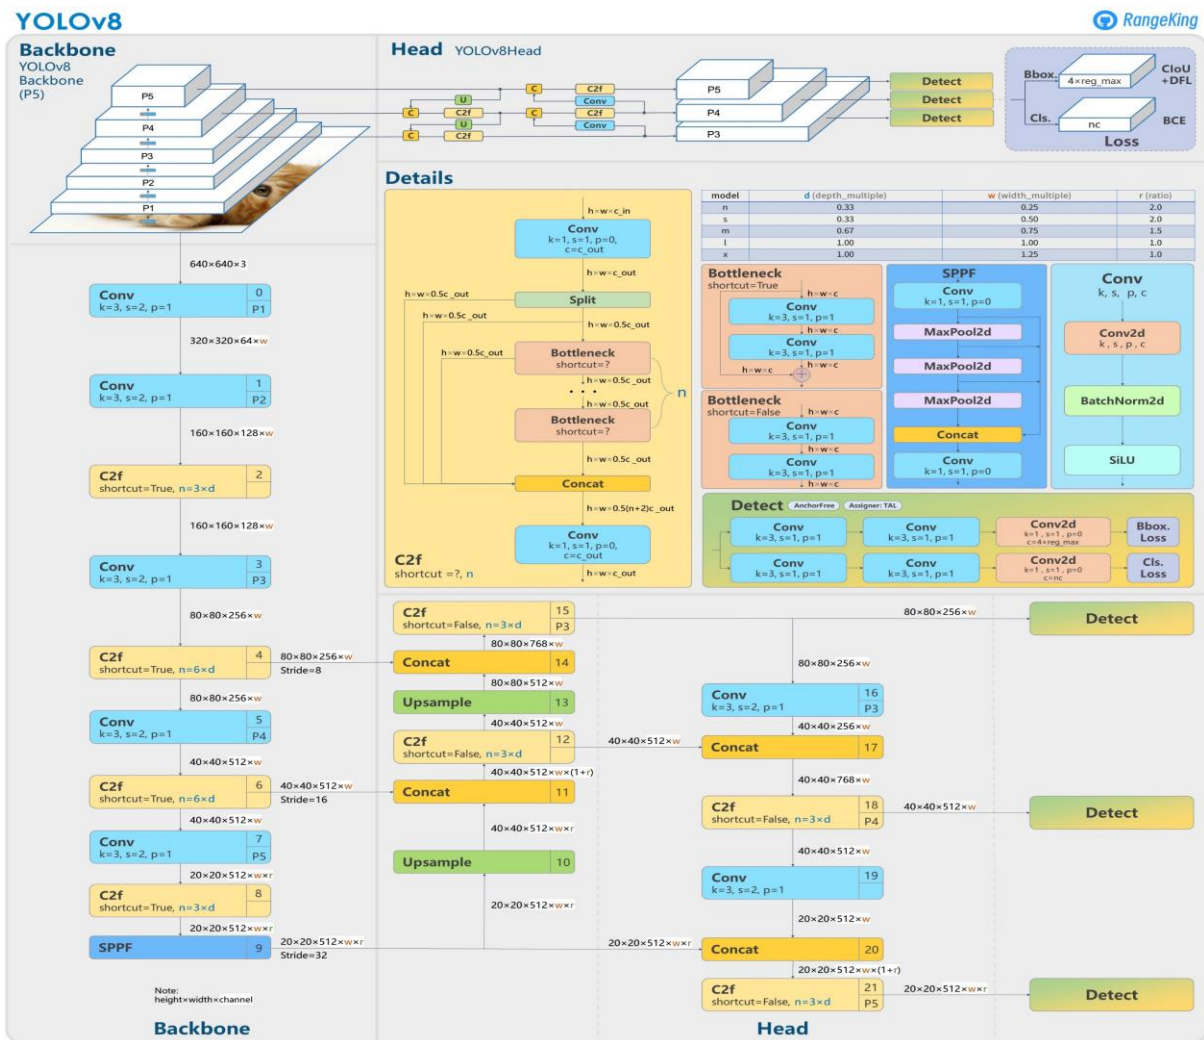 YOLOv8
RangeKing
Backbone
YOLOv8
Backbone
(P5)
P5
P4
P3
P2
P1
Head YOLOv8Head
C
U
C
C2f
U
C
C2f
C
C2f
Conv
C
C2f
Conv
P5
P4
P3
Detect
Detect
Detect
Bbox.
4×reg_max
CIoU
+DFL
Cls.
nc
BCE
Loss
Details
h×w×c_in
Conv
k=1, s=1, p=0,
c=c_out
h×w×c_out
Split
h×w×0.5c_out
h×w×0.5c_out
h×w×0.5c_out
h×w×0.5c_out
Bottleneck
shortcut=?
h×w×0.5c_out
. . .
h×w×0.5c_out
Bottleneck
shortcut=?
n
h×w×0.5c_out
Concat
h×w×0.5(n+2)c_out
Conv
k=1, s=1, p=0,
c=c_out
h×w×c_out
C2f
shortcut =?, n
model d (depth_multiple) w (width_multiple) r (ratio)
n 0.33 0.25 2.0
s 0.33 0.50 2.0
m 0.67 0.75 1.5
l 1.00 1.00 1.0
x 1.00 1.25 1.0
Bottleneck
shortcut=True
h×w×c
Conv
k=3, s=1, p=1
h×w×c
Conv
k=3, s=1, p=1
h×w×c
h×w×c
+
h×w×c
Bottleneck
shortcut=False
h×w×c
Conv
k=3, s=1, p=1
h×w×c
Conv
k=3, s=1, p=1
h×w×c
SPPF
Conv
k=1, s=1, p=0
MaxPool2d
MaxPool2d
MaxPool2d
Concat
Conv
k=1, s=1, p=0
Conv
k, s, p, c
Conv2d
k, s, p, c
BatchNorm2d
SiLU
Detect AnchorFree Assigner: TAL
Conv
k=3, s=1, p=1
Conv
k=3, s=1, p=1
Conv2d
k=1, s=1, p=0
c=4×reg_max
Bbox.
Loss
Conv
k=3, s=1, p=1
Conv
k=3, s=1, p=1
Conv2d
k=1, s=1, p=0
c=nc
Cls.
Loss
640×640×3
Conv 0
k=3, s=2, p=1 P1
320×320×64×w
Conv 1
k=3, s=2, p=1 P2
160×160×128×w
C2f 2
shortcut=True, n=3×d
160×160×128×w
Conv 3
k=3, s=2, p=1 P3
80×80×256×w
C2f 4
shortcut=True, n=6×d
80×80×256×w
Stride=8
80×80×256×w
Conv 5
k=3, s=2, p=1 P4
40×40×512×w
C2f 6
shortcut=True, n=6×d
40×40×512×w
Stride=16
40×40×512×w
Conv 7
k=3, s=2, p=1 P5
20×20×512×w×r
C2f 8
shortcut=True, n=3×d
20×20×512×w×r
SPPF 9
20×20×512×w×r
Stride=32
Note:
height×width×channel
Backbone
C2f 15
shortcut=False, n=3×d P3
80×80×768×w
Concat 14
80×80×512×w
Upsample 13
40×40×512×w
C2f 12
shortcut=False, n=3×d
40×40×512×w
40×40×512×w×(1+r)
Concat 11
40×40×512×w×r
Upsample 10
20×20×512×w×r
80×80×256×w
Detect
80×80×256×w
Conv 16
k=3, s=2, p=1 P3
40×40×256×w
Concat 17
40×40×768×w
C2f 18
shortcut=False, n=3×d P4
40×40×512×w
Detect
40×40×512×w
Conv 19
k=3, s=2, p=1
20×20×512×w
20×20×512×w×r
Concat 20
20×20×512×w×(1+r)
C2f 21
shortcut=False, n=3×d P5
20×20×512×w×r
Detect
Head